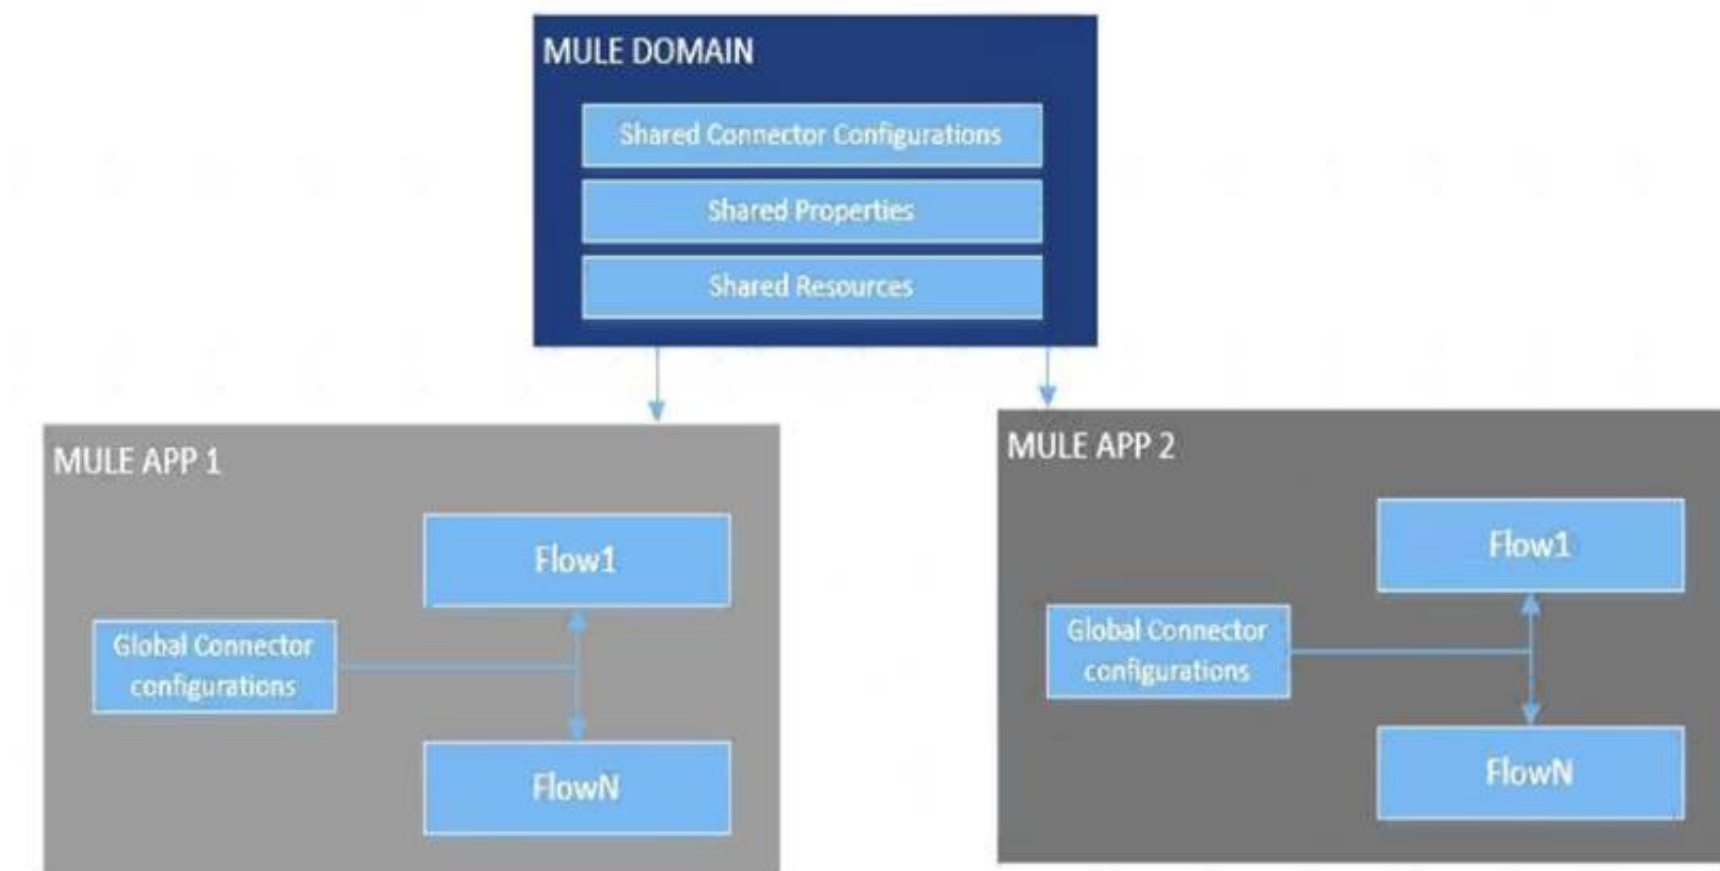 MULE DOMAIN
Shared Connector Configurations
Shared Properties
Shared Resources
MULE APP 1
Flow1
Global Connector
configurations
FlowN
MULE APP 2
Flow1
Global Connector
configurations
FlowN